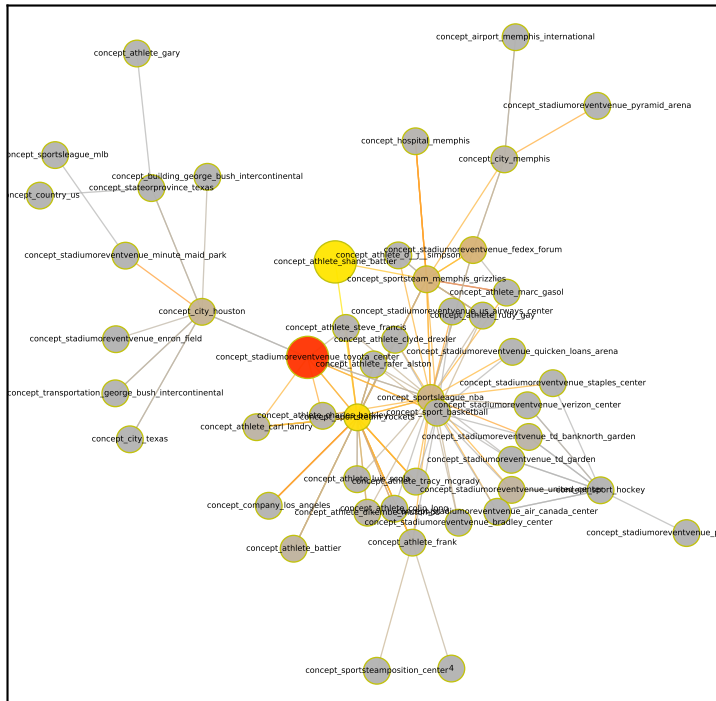 concept_airport_memphis_international
concept_athlete_gary
concept_stadiumoreventvenue_pyramid_arena
concept_hospital_memphis
concept_sportsleague_mlb
concept_city_memphis
concept_building_george_bush_intercontinental
concept_stateorprovince_texas
concept_country_us
concept_stadiumoreventvenue_fedex_forum
concept_stadiumoreventvenue_minute_maid_park
concept_athlete_shane_battier
concept_sportsteam_memphis_grizzlies
concept_athlete_marc_gasol
concept_city_houston
concept_stadiumoreventvenue_us_airways_center
concept_athlete_rudy_gay
concept_athlete_steve_francis
concept_stadiumoreventvenue_enron_field
concept_athlete_clyde_drexler
concept_stadiumoreventvenue_quicken_loans_arena
concept_stadiumoreventvenue_toyota_center
concept_athlete_rafer_alston
concept_stadiumoreventvenue_staples_center
concept_transportation_george_bush_intercontinental
concept_sportsleague_nba
concept_stadiumoreventvenue_verizon_center
concept_sport_basketball
concept_athlete_carl_landry
concept_stadiumoreventvenue_td_banknorth_garden
concept_city_texas
concept_stadiumoreventvenue_td_garden
concept_athlete_tracy_mcgrady
concept_company_los_angeles
concept_stadiumoreventvenue_air_canada_center
concept_stadiumoreventvenue_bradley_center
concept_athlete_frank
concept_athlete_battier
concept_sportsteamposition_center
4